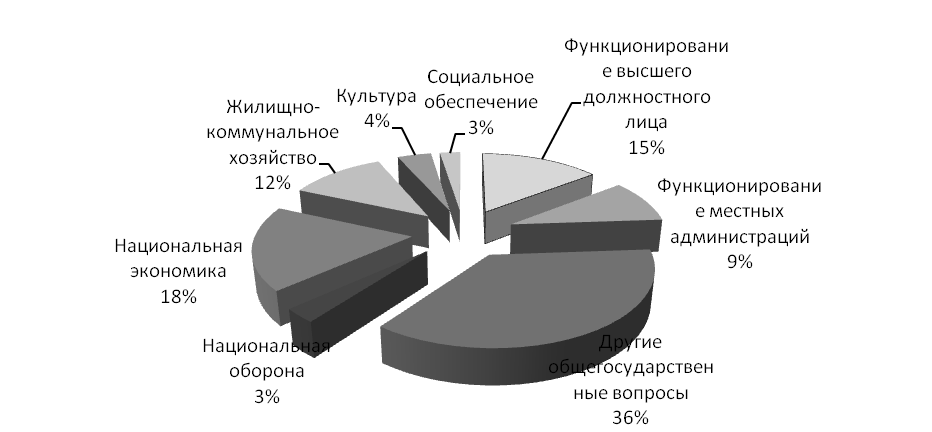 Функционировани
е высшего
должностного
лица
15%
Функционировани
е местных
администраций
9%
Другие
общегосударствен
ные вопросы
36%
Национальная
оборона
3%
Национальная
экономика
18%
Жилищно-
коммунальное
хозяйство
12%
Культура
4%
Социальное
обеспечение
3%